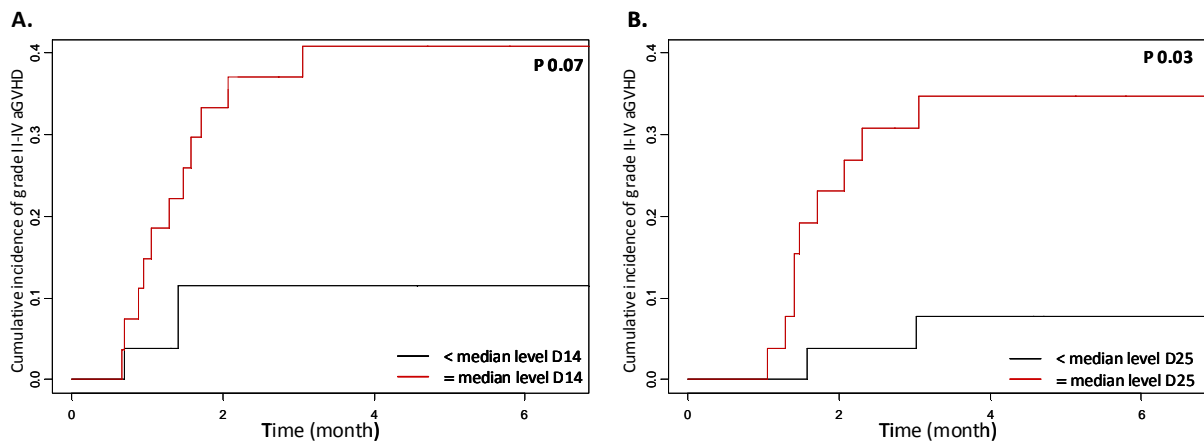 A.
Cumulative incidence of grade II-IV aGVHD
0.4
0.3
0.2
0.1
0.0
P 0.07
< median level D14
= median level D14
0
2
4
6
Time (month)
B.
Cumulative incidence of grade II-IV aGVHD
0.4
0.3
0.2
0.1
0.0
P 0.03
< median level D25
= median level D25
0
2
4
6
Time (month)